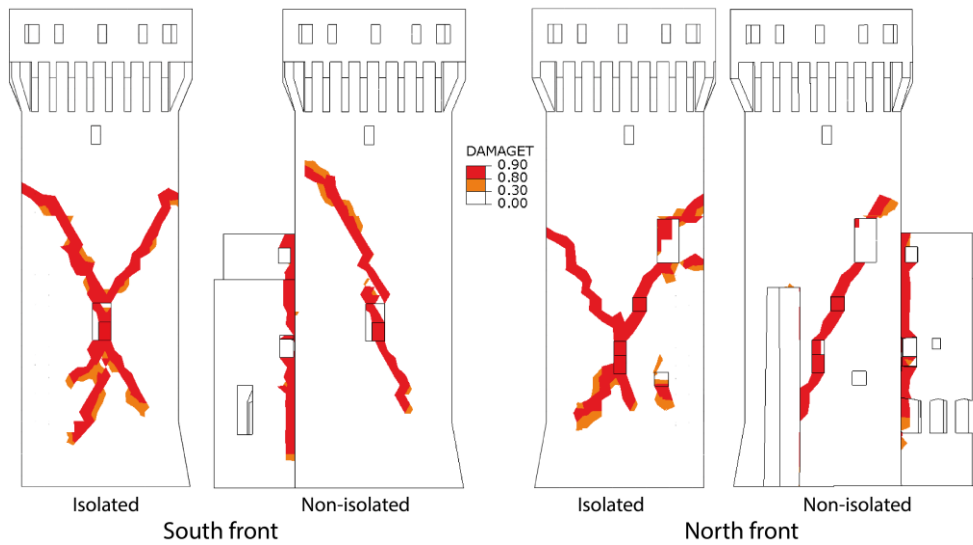 DAMAGET
0.90
0.80
0.30
0.00
Isolated
Non-isolated
Isolated
Non-isolated
South front
North front